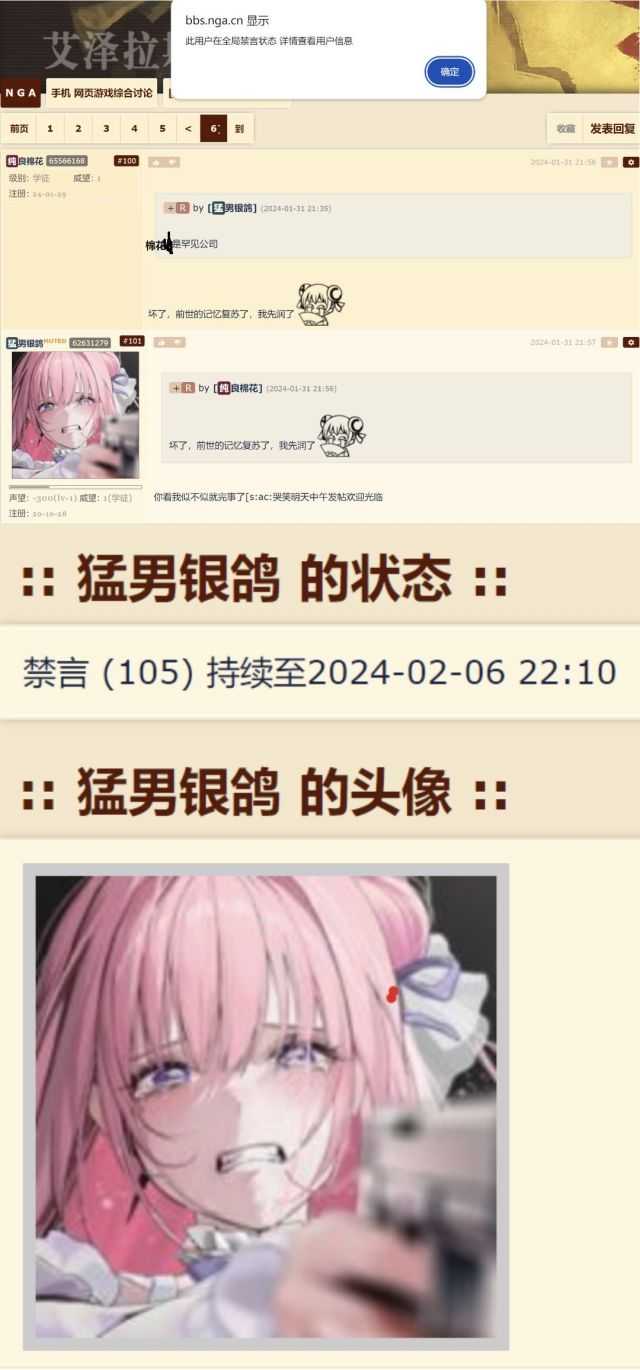 bbs.nga.cn 显示
此用户在全局禁言状态 详情查看用户信息
确定
艾泽拉斯
NGA 手机 网页游戏综合讨论
前页 1 2 3 4 5 < 6; 到 收藏 发表回复
纯良棉花 65566168 #100 2024-01-31 21:56
级别: 学徒 威望: 1
注册: 24-01-29
+ R by [猛男银鸽] (2024-01-31 21:35)
棉花 是罕见公司
坏了，前世的记忆复苏了，我先润了
猛男银鸽 MUTED 62631279 #101 2024-01-31 21:57
+ R by [纯良棉花] (2024-01-31 21:56)
坏了，前世的记忆复苏了，我先润了
你看我似不似就完事了[s:ac:哭笑明天中午发帖欢迎光临
声望: -300(lv-1) 威望: 1(学徒)
注册: 20-10-28
:: 猛男银鸽 的状态 ::
禁言 (105) 持续至2024-02-06 22:10
:: 猛男银鸽 的头像 ::